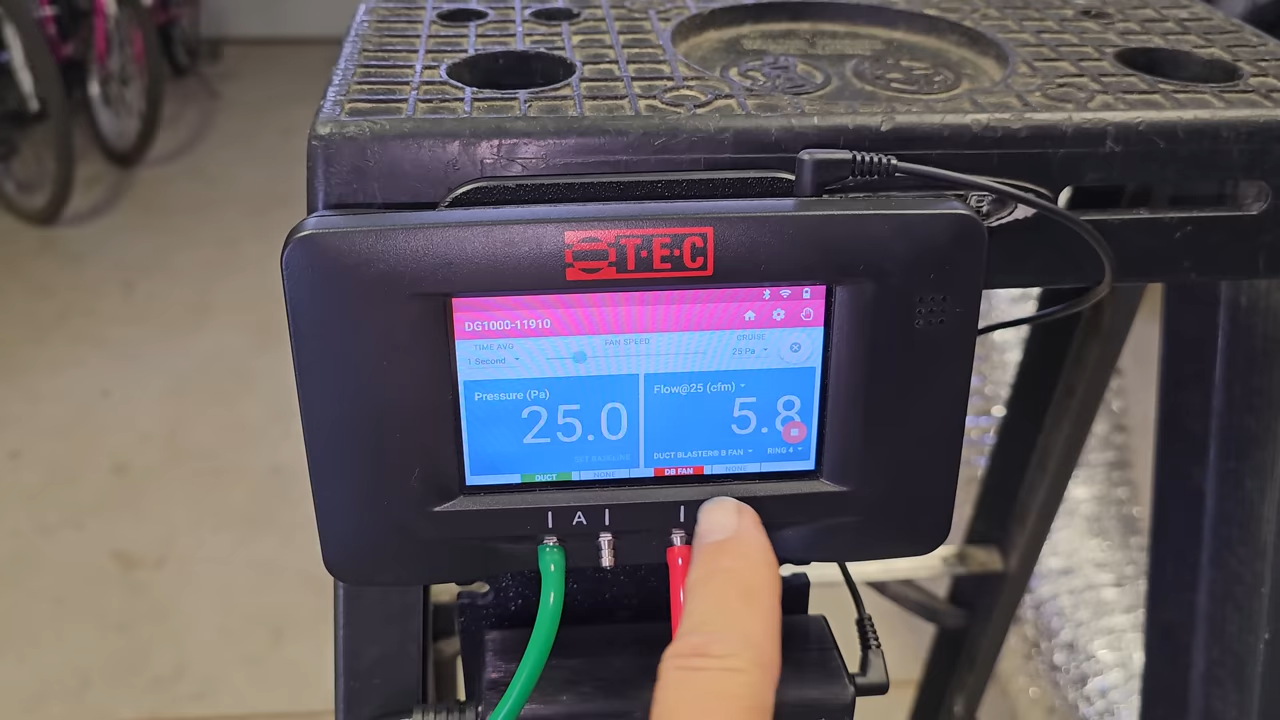 T·E·C
DG1000-11910
TIME AVG
FAN SPEED
CRUISE
1 Second
25 Pa
Pressure (Pa)
Flow@25 (cfm)
25.0
5.8
SET BASELINE
DUCT BLASTER® B FAN
RING 4
DUCT
NONE
DB FAN
NONE
A